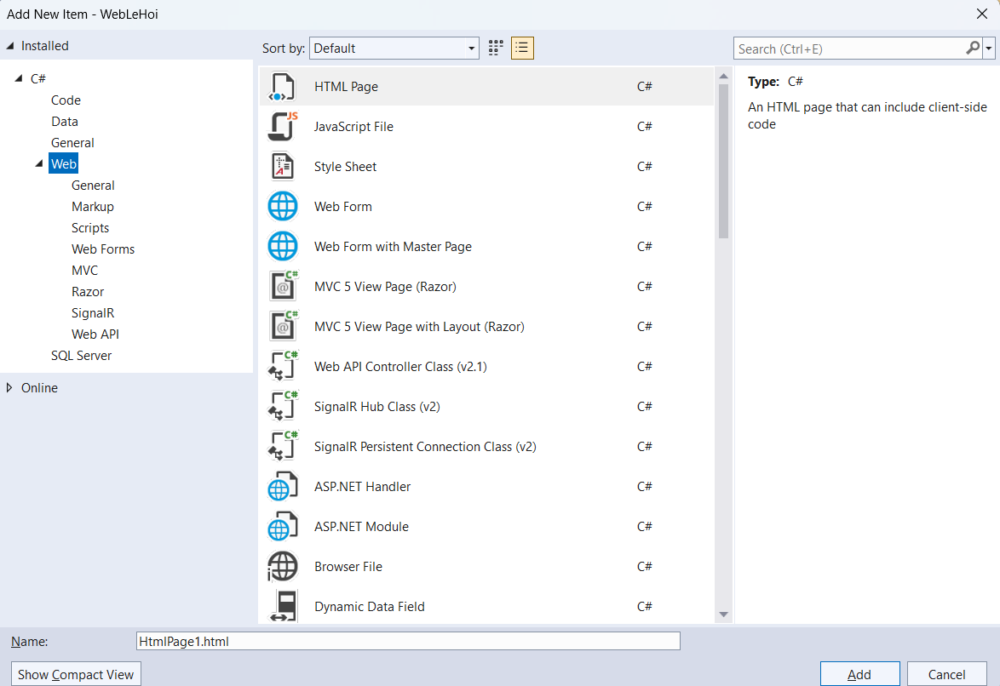 Add New Item - WebLeHoi
Installed
C#
Code
Data
General
Web
General
Markup
Scripts
Web Forms
MVC
Razor
SignalR
Web API
SQL Server
Online
Sort by: Default
HTML Page C#
JavaScript File C#
Style Sheet C#
Web Form C#
Web Form with Master Page C#
MVC 5 View Page (Razor) C#
MVC 5 View Page with Layout (Razor) C#
Web API Controller Class (v2.1) C#
SignalR Hub Class (v2) C#
SignalR Persistent Connection Class (v2) C#
ASP.NET Handler C#
ASP.NET Module C#
Browser File C#
Dynamic Data Field C#
Search (Ctrl+E)
Type: C#
An HTML page that can include client-side
code
Name: HtmlPage1.html
Show Compact View
Add
Cancel